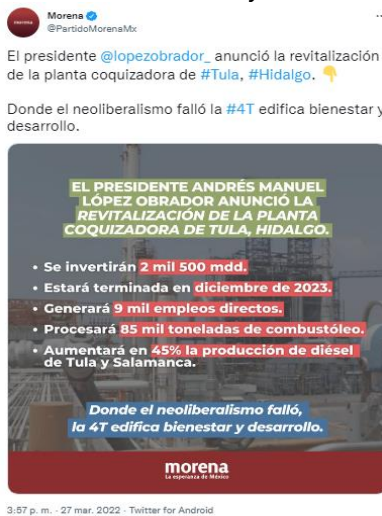 Morena
@PartidoMorenaMx
El presidente @lopezobrador_ anunció la revitalización
de la planta coquizadora de #Tula, #Hidalgo. 👇
Donde el neoliberalismo falló la #4T edifica bienestar y
desarrollo.
EL PRESIDENTE ANDRÉS MANUEL
LÓPEZ OBRADOR ANUNCIÓ LA
REVITALIZACIÓN DE LA PLANTA
COQUIZADORA DE TULA, HIDALGO.
• Se invertirán 2 mil 500 mdd.
• Estará terminada en diciembre de 2023.
• Generará 9 mil empleos directos.
• Procesará 85 mil toneladas de combustóleo.
• Aumentará en 45% la producción de diésel
de Tula y Salamanca.
Donde el neoliberalismo falló,
la 4T edifica bienestar y desarrollo.
morena
La esperanza de México
3:57 p. m. · 27 mar. 2022 · Twitter for Android